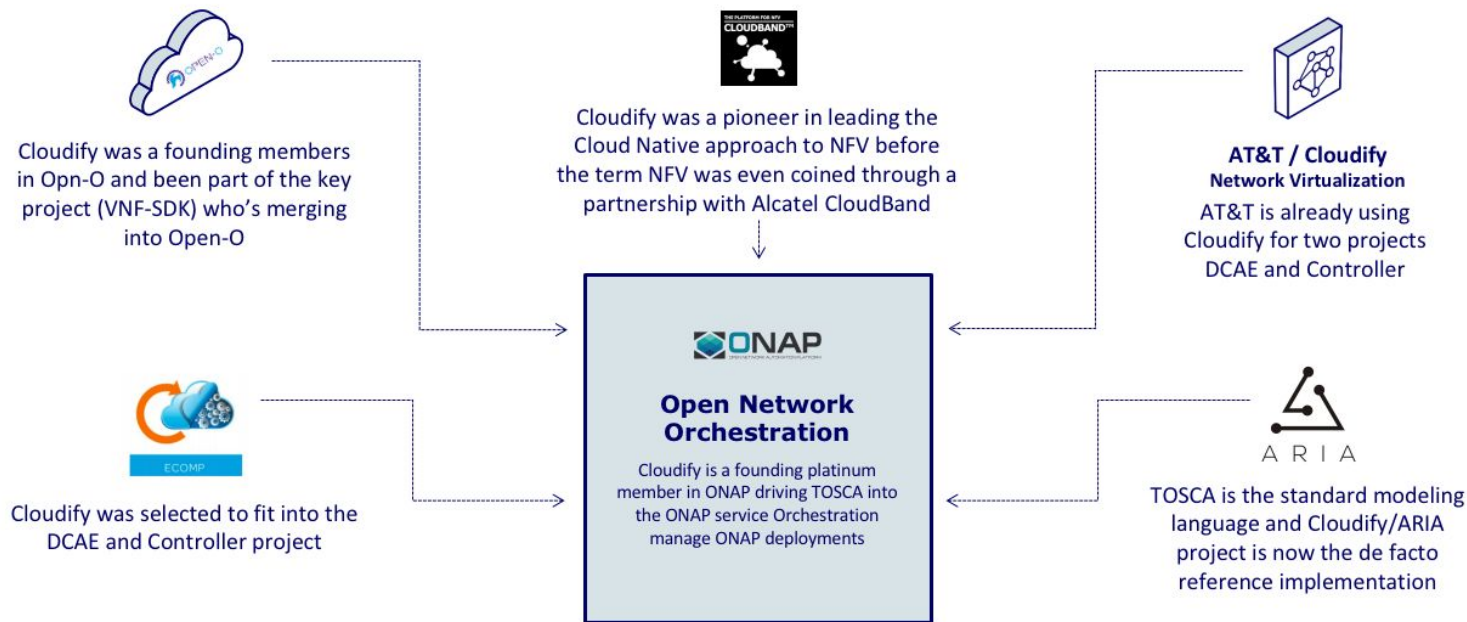 OPEN-O
Cloudify was a founding members
in Opn-O and been part of the key
project (VNF-SDK) who's merging
into Open-O
THE PLATFORM FOR NFV
CLOUDBAND™
Cloudify was a pioneer in leading the
Cloud Native approach to NFV before
the term NFV was even coined through a
partnership with Alcatel CloudBand
AT&T / Cloudify
Network Virtualization
AT&T is already using
Cloudify for two projects
DCAE and Controller
ECOMP
Cloudify was selected to fit into the
DCAE and Controller project
ONAP
OPEN NETWORK AUTOMATION PLATFORM
Open Network
Orchestration
Cloudify is a founding platinum
member in ONAP driving TOSCA into
the ONAP service Orchestration
manage ONAP deployments
ARIA
TOSCA is the standard modeling
language and Cloudify/ARIA
project is now the de facto
reference implementation